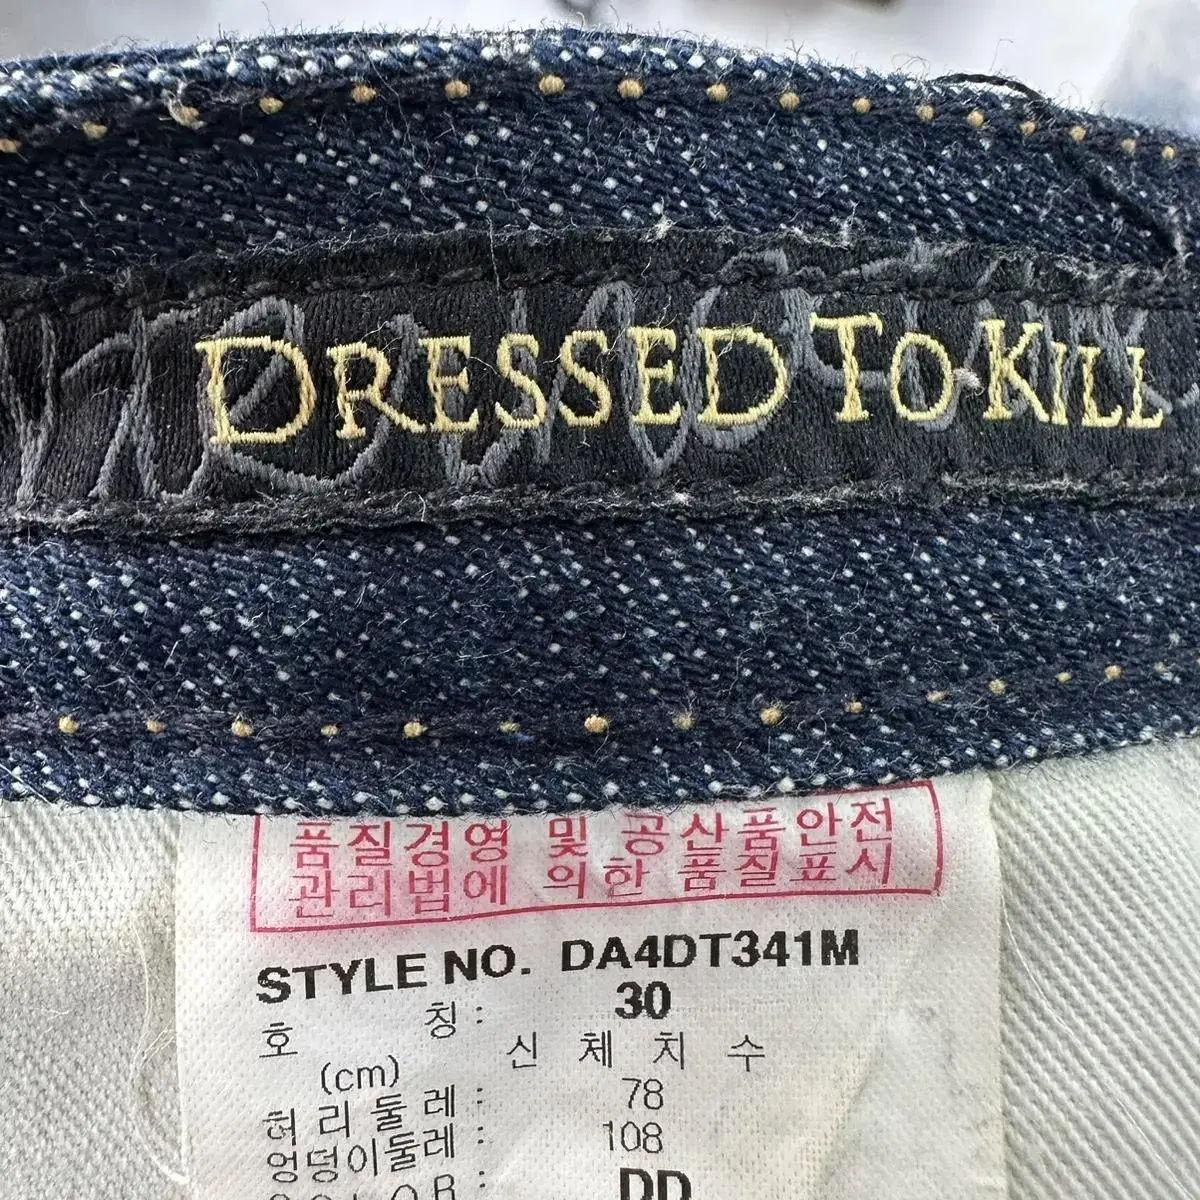 DRESSED TO KILL
품질경영 및 공산품안전
관리법에 의한 품질표시
STYLE NO. DA4DT341M
호 칭 : 30
(cm) 신 체 치 수
허리둘레 : 78
엉덩이둘레 : 108
COLOR : DD